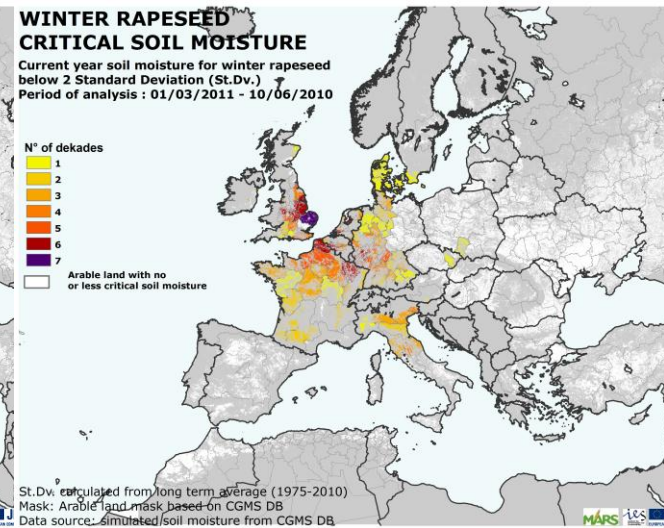 WINTER RAPESEED
CRITICAL SOIL MOISTURE
Current year soil moisture for winter rapeseed
below 2 Standard Deviation (St.Dv.)
Period of analysis : 01/03/2011 - 10/06/2010
N° of dekades
1
2
3
4
5
6
7
Arable land with no
or less critical soil moisture
St.Dv. calculated from long term average (1975-2010)
Mask: Arable land mask based on CGMS DB
Data source: simulated soil moisture from CGMS DB
MARS ies